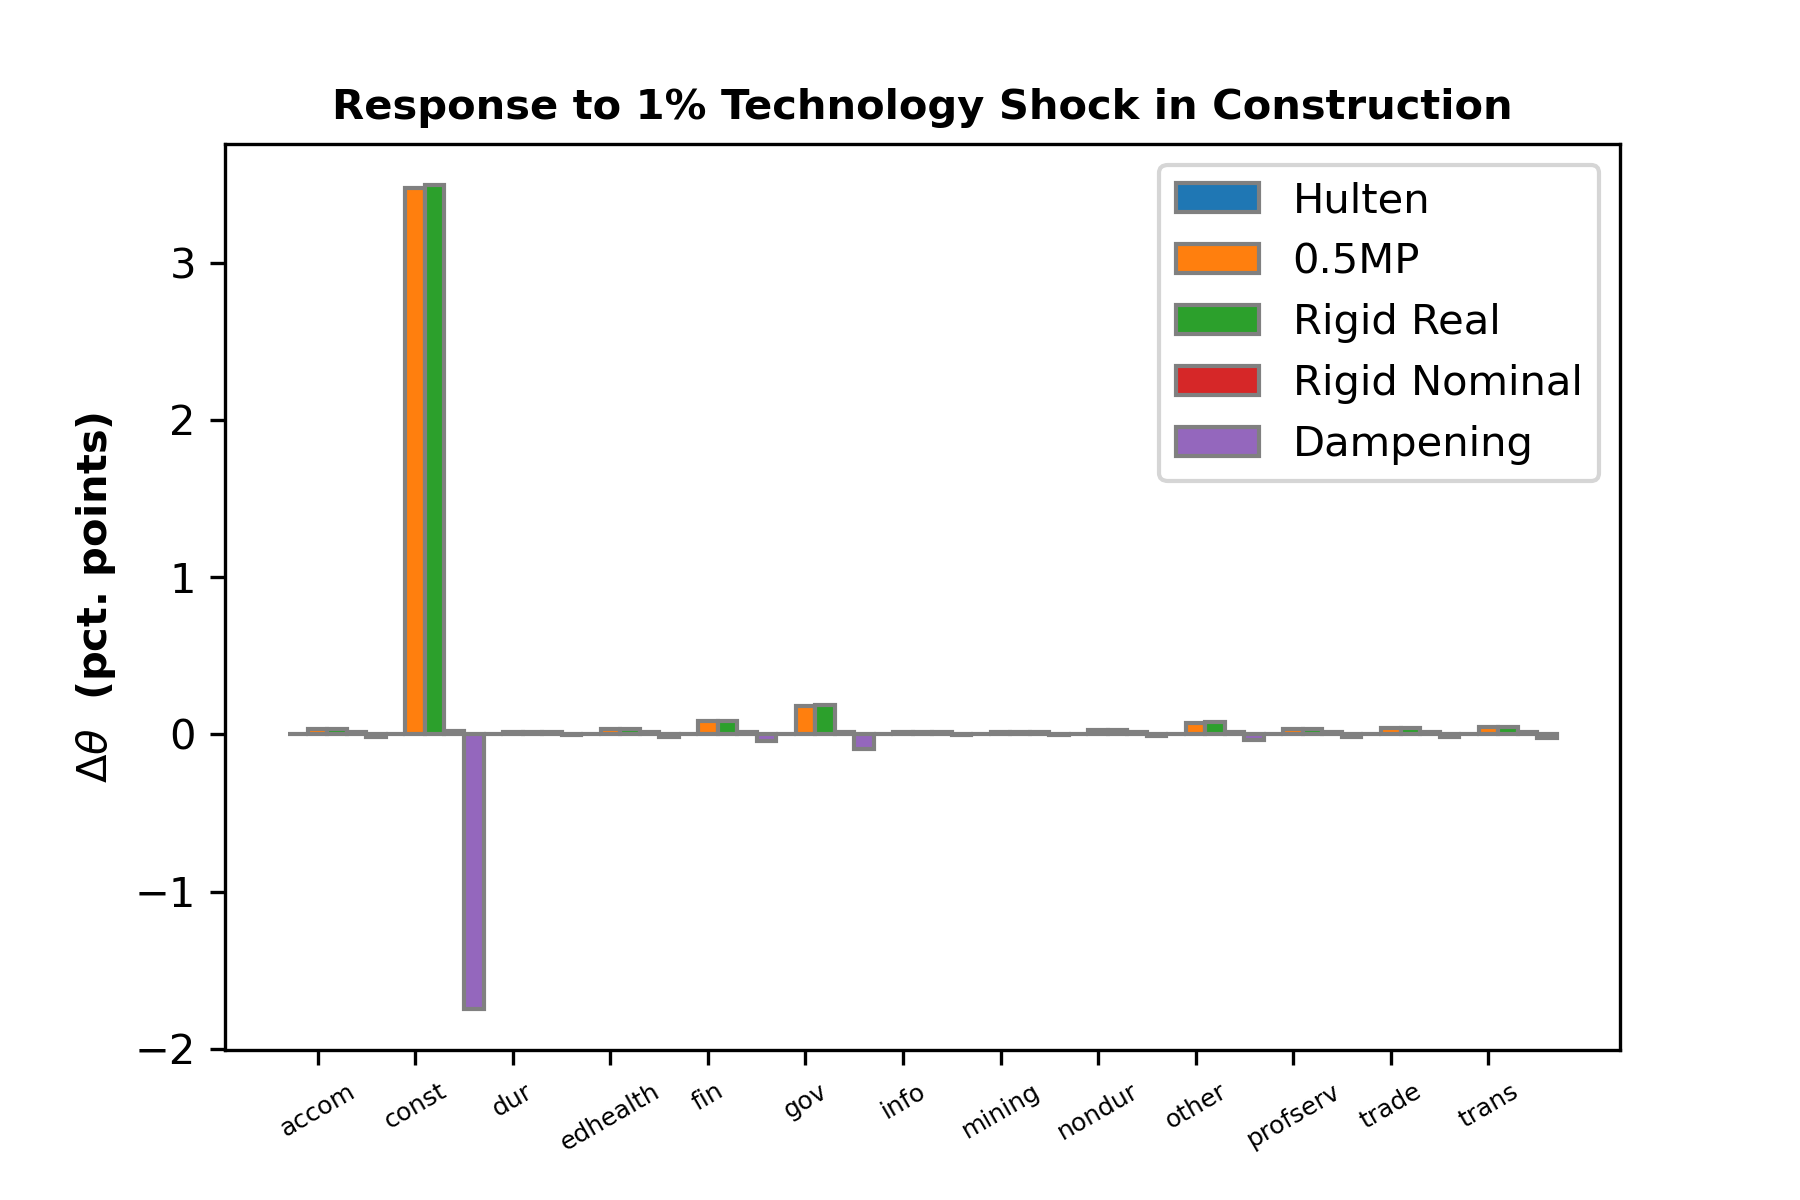 Response to 1% Technology Shock in Construction
Hulten
0.5MP
Rigid Real
Rigid Nominal
Dampening
Δθ (pct. points)
3
2
1
0
−1
−2
accom const dur edhealth fin gov info mining nondur other profserv trade trans